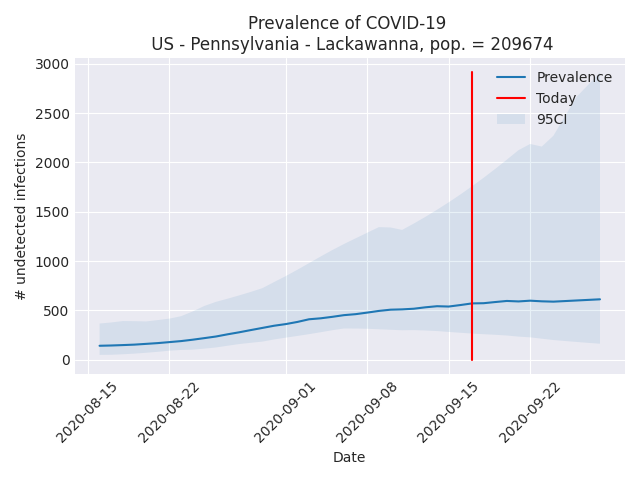 Prevalence of COVID-19
US - Pennsylvania - Lackawanna, pop. = 209674
Prevalence
Today
95CI
3000
2500
2000
1500
1000
500
0
# undetected infections
2020-08-15
2020-08-22
2020-09-01
2020-09-08
2020-09-15
2020-09-22
Date